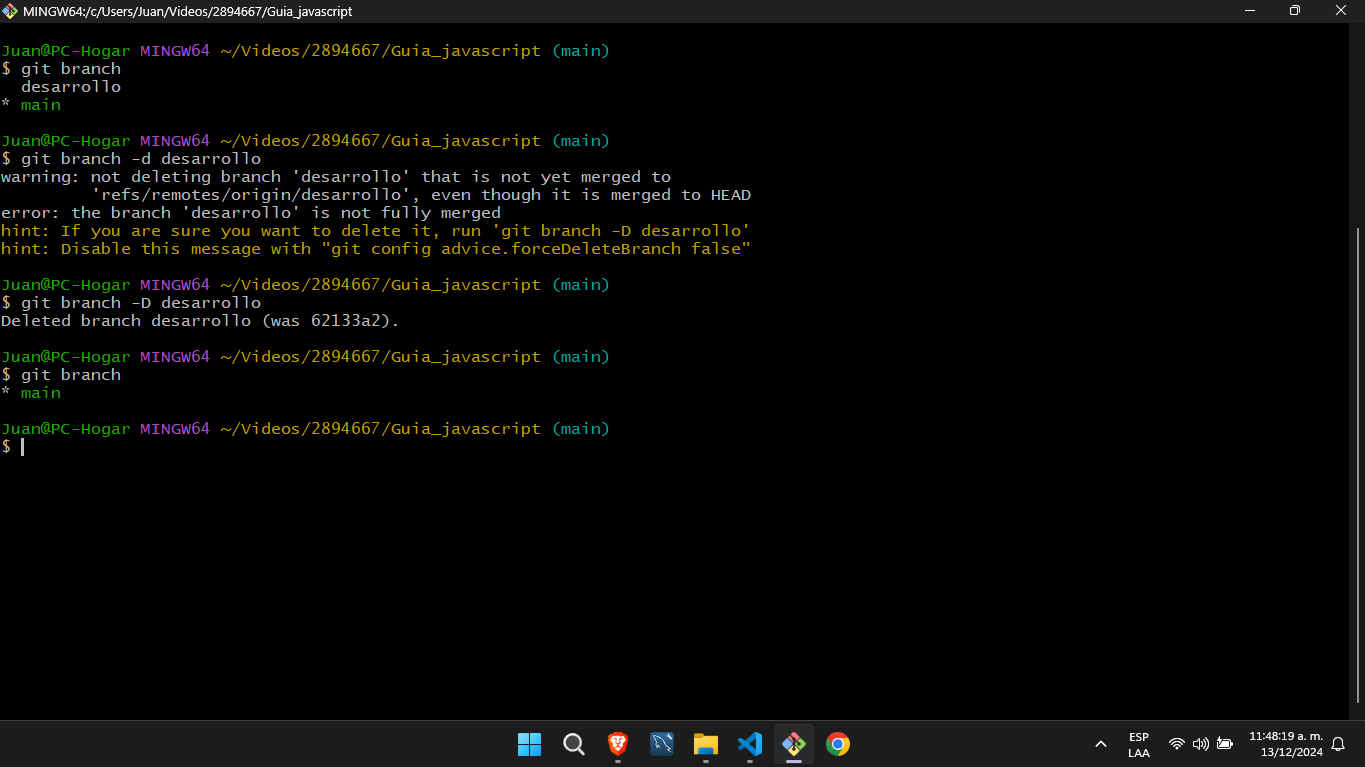 MINGW64:/c/Users/Juan/Videos/2894667/Guia_javascript
Juan@PC-Hogar MINGW64 ~/Videos/2894667/Guia_javascript (main)
$ git branch
  desarrollo
* main
Juan@PC-Hogar MINGW64 ~/Videos/2894667/Guia_javascript (main)
$ git branch -d desarrollo
warning: not deleting branch 'desarrollo' that is not yet merged to
         'refs/remotes/origin/desarrollo', even though it is merged to HEAD
error: the branch 'desarrollo' is not fully merged
hint: If you are sure you want to delete it, run 'git branch -D desarrollo'
hint: Disable this message with "git config advice.forceDeleteBranch false"
Juan@PC-Hogar MINGW64 ~/Videos/2894667/Guia_javascript (main)
$ git branch -D desarrollo
Deleted branch desarrollo (was 62133a2).
Juan@PC-Hogar MINGW64 ~/Videos/2894667/Guia_javascript (main)
$ git branch
* main
Juan@PC-Hogar MINGW64 ~/Videos/2894667/Guia_javascript (main)
$
ESP
LAA
11:48:19 a. m.
13/12/2024